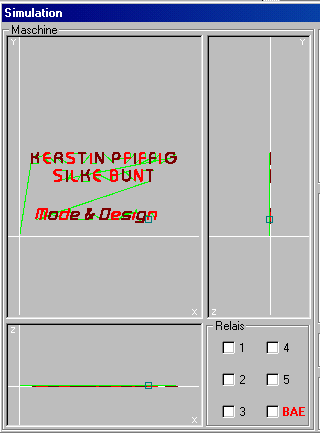 Simulation
Maschine
Y
KERSTIN PFIFFIG
SILKE BUNT
Mode & Design
X
Z
Z
X
Relais
1
4
2
5
3
BAE